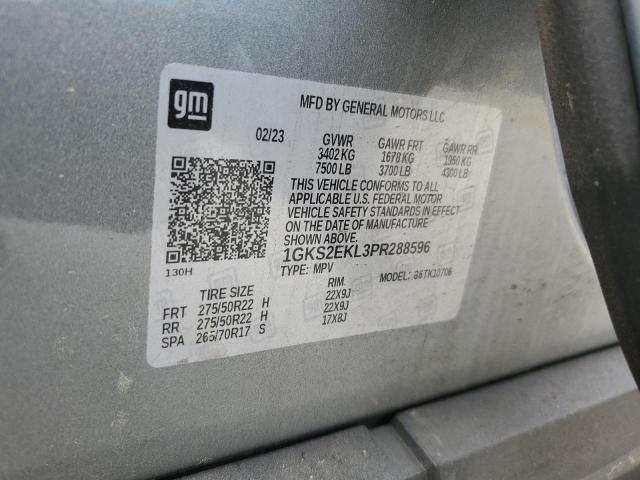 gm
MFD BY GENERAL MOTORS LLC
02/23 GVWR GAWR FRT GAWR RR
3402 KG 1678 KG 1950 KG
7500 LB 3700 LB 4300 LB
THIS VEHICLE CONFORMS TO ALL
APPLICABLE U.S. FEDERAL MOTOR
VEHICLE SAFETY STANDARDS IN EFFECT
ON THE DATE OF MANUFACTURE
SHOWN ABOVE.
1GKS2EKL3PR288596
130H
TYPE: MPV MODEL:
TIRE SIZE RIM
FRT 275/50R22 H 22X9J
RR 275/50R22 H 22X9J
SPA 265/70R17 S 17X8J